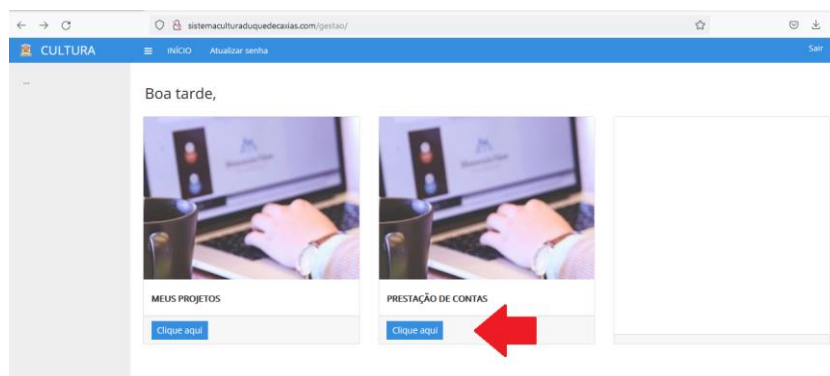 sistemaculturaduquedecaxias.com/gestao/
CULTURA
INÍCIO Atualizar senha
Sair
...
Boa tarde,
MEUS PROJETOS
PRESTAÇÃO DE CONTAS
Clique aqui
Clique aqui